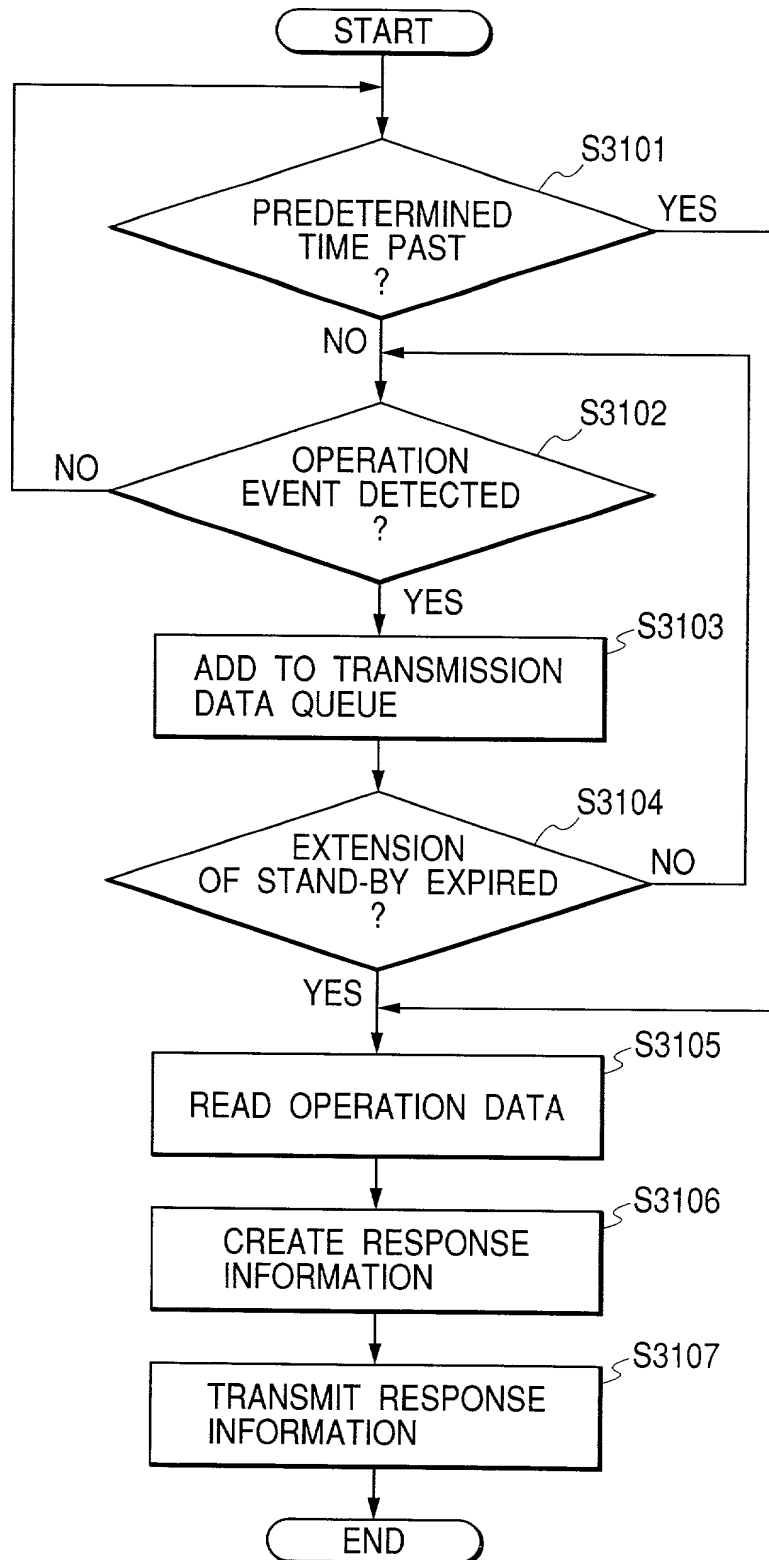 START
S3101
PREDETERMINED
TIME PAST
?
YES
NO
S3102
OPERATION
EVENT DETECTED
?
NO
YES
S3103
ADD TO TRANSMISSION
DATA QUEUE
S3104
EXTENSION
OF STAND-BY EXPIRED
?
NO
YES
S3105
READ OPERATION DATA
S3106
CREATE RESPONSE
INFORMATION
S3107
TRANSMIT RESPONSE
INFORMATION
END